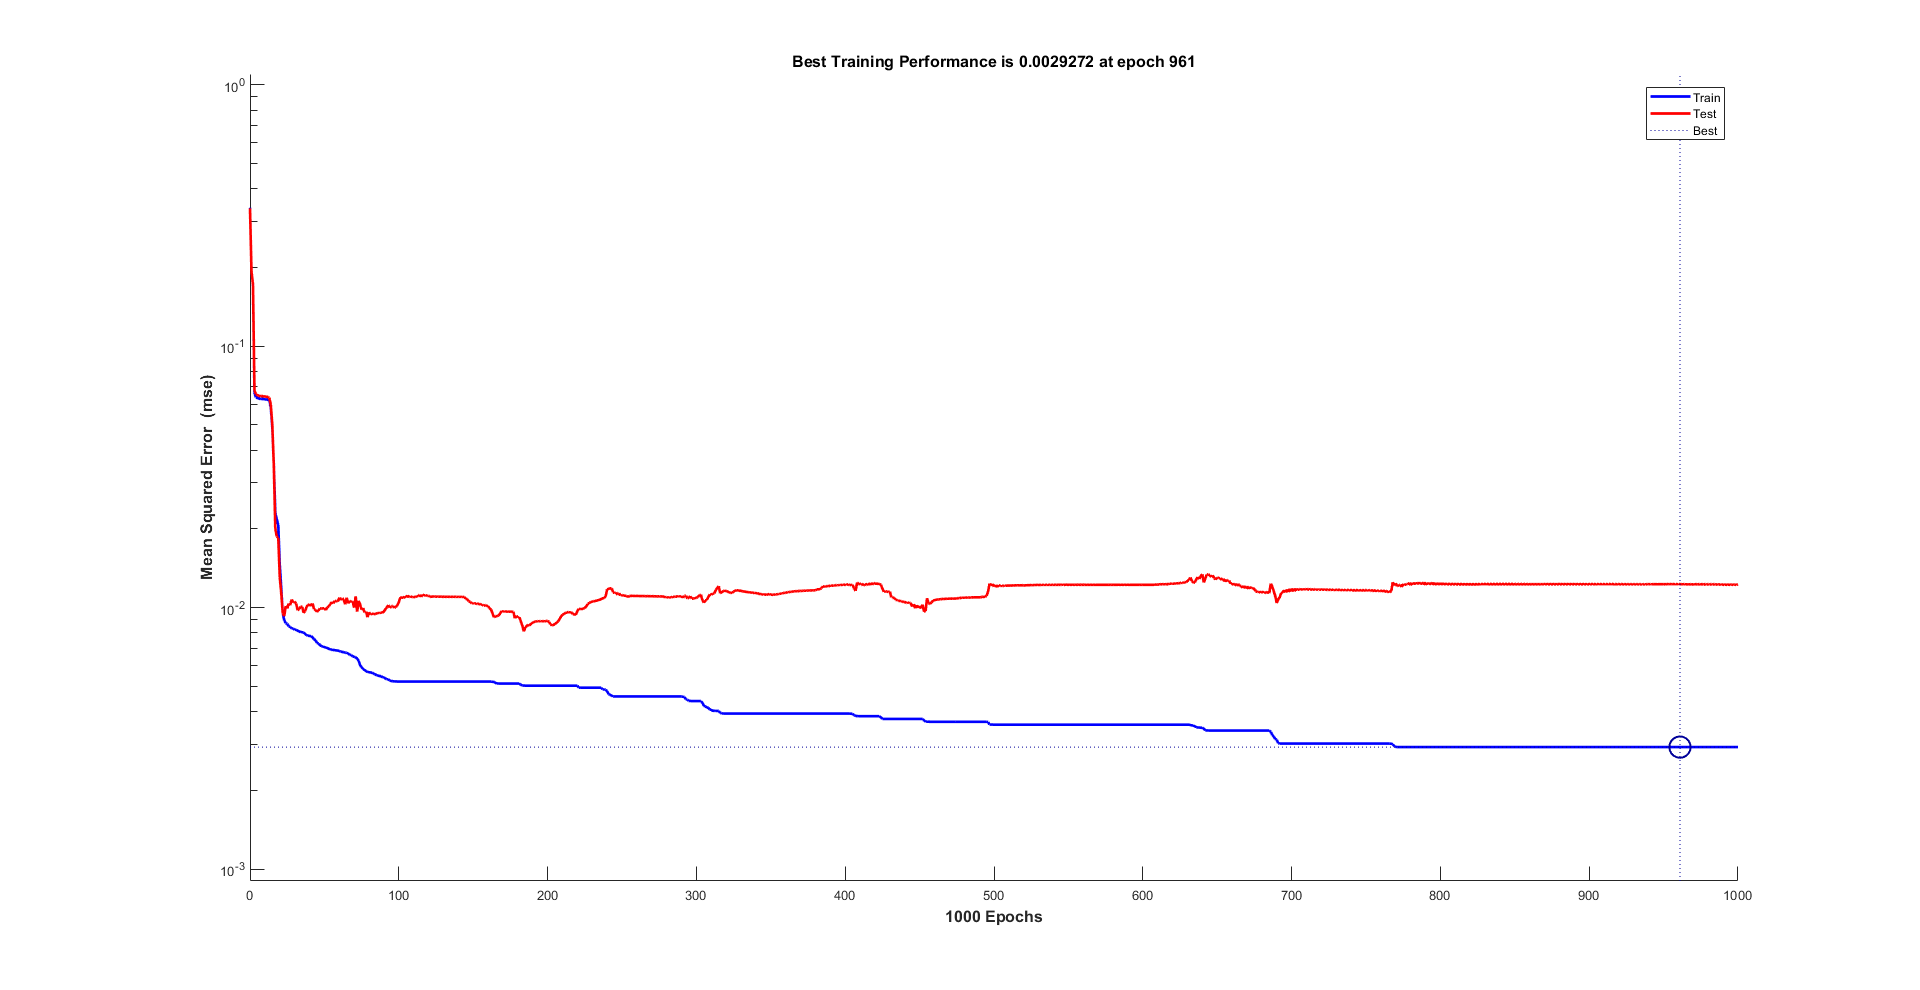 Best Training Performance is 0.0029272 at epoch 961
10^0
10^-1
10^-2
10^-3
Mean Squared Error (mse)
Train
Test
Best
0 100 200 300 400 500 600 700 800 900 1000
1000 Epochs